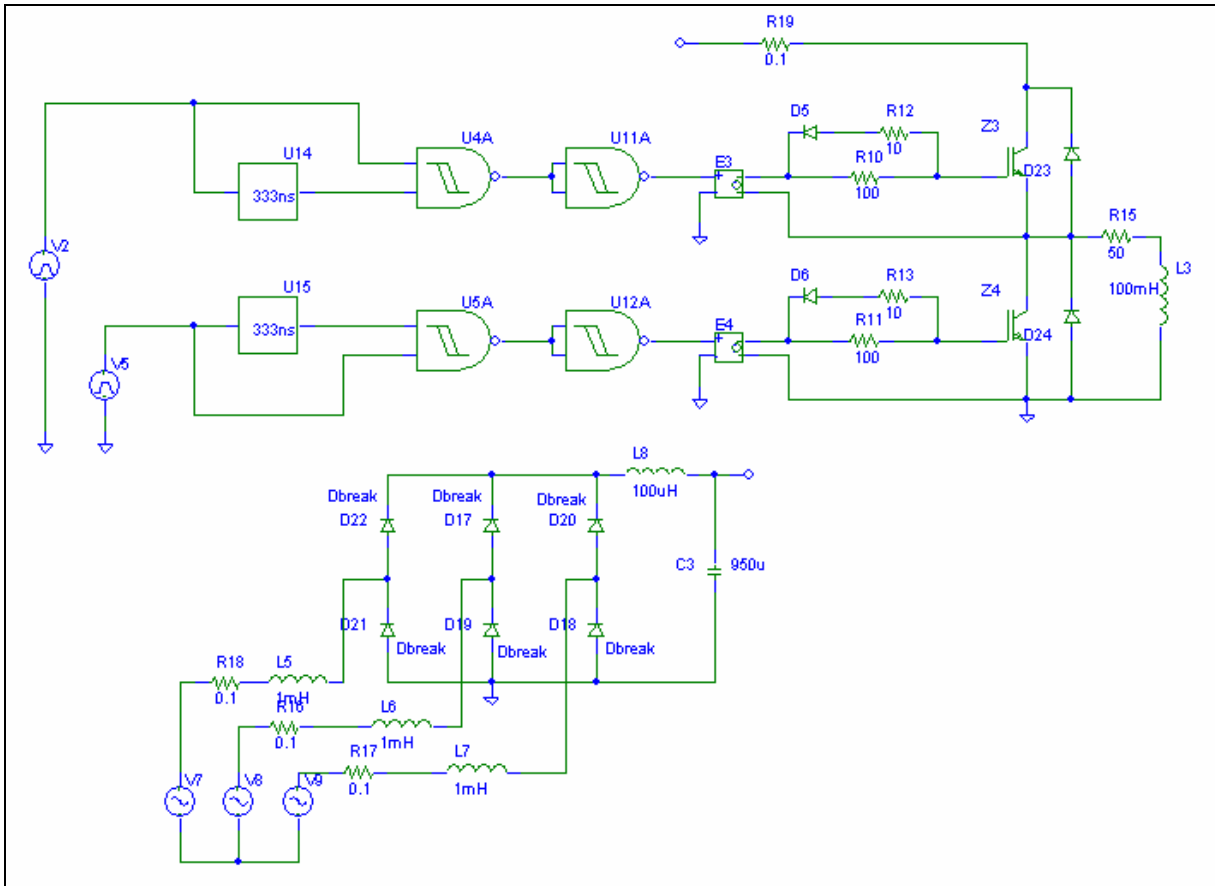 R19
0.1
D5
R12
10
Z3
U4A
U11A
U14
333ns
E3
R10
100
D23
V2
R15
50
L3
100mH
D6
R13
10
Z4
U15
333ns
U5A
U12A
E4
R11
100
D24
V5
L8
100uH
Dbreak
D22
Dbreak
D17
Dbreak
D20
C3
950u
D21
Dbreak
D19
Dbreak
D18
Dbreak
R18
0.1
L5
1mH
R16
0.1
L6
1mH
R17
0.1
L7
1mH
V7
V8
V9